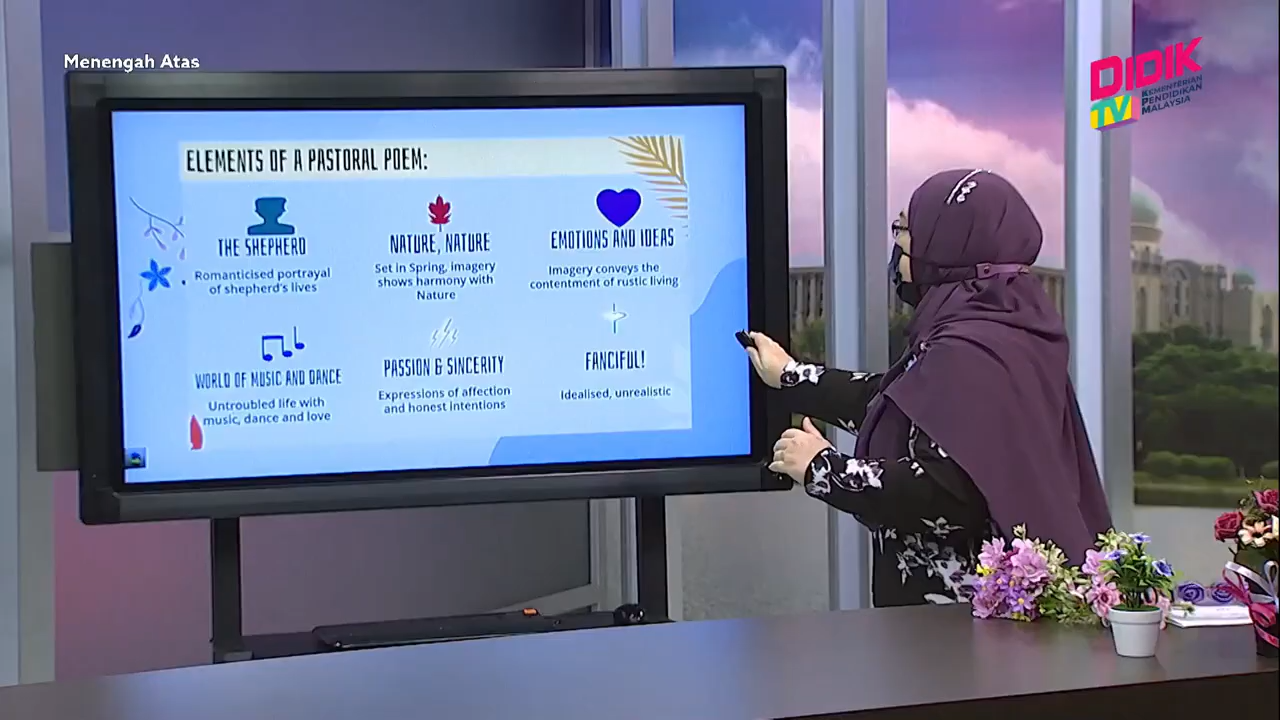 Menengah Atas
DIDIK
TV
KEMENTERIAN
PENDIDIKAN
MALAYSIA
ELEMENTS OF A PASTORAL POEM:
THE SHEPHERD
Romanticised portrayal
of shepherd's lives
NATURE, NATURE
Set in Spring, imagery
shows harmony with
Nature
EMOTIONS AND IDEAS
Imagery conveys the
contentment of rustic living
WORLD OF MUSIC AND DANCE
Untroubled life with
music, dance and love
PASSION & SINCERITY
Expressions of affection
and honest intentions
FANCIFUL!
Idealised, unrealistic